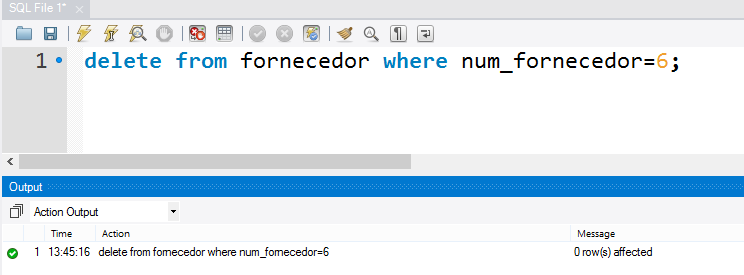 SQL File 1*
1 delete from fornecedor where num_fornecedor=6;
Output
Action Output
Time Action Message
1 13:45:16 delete from fornecedor where num_fornecedor=6 0 row(s) affected